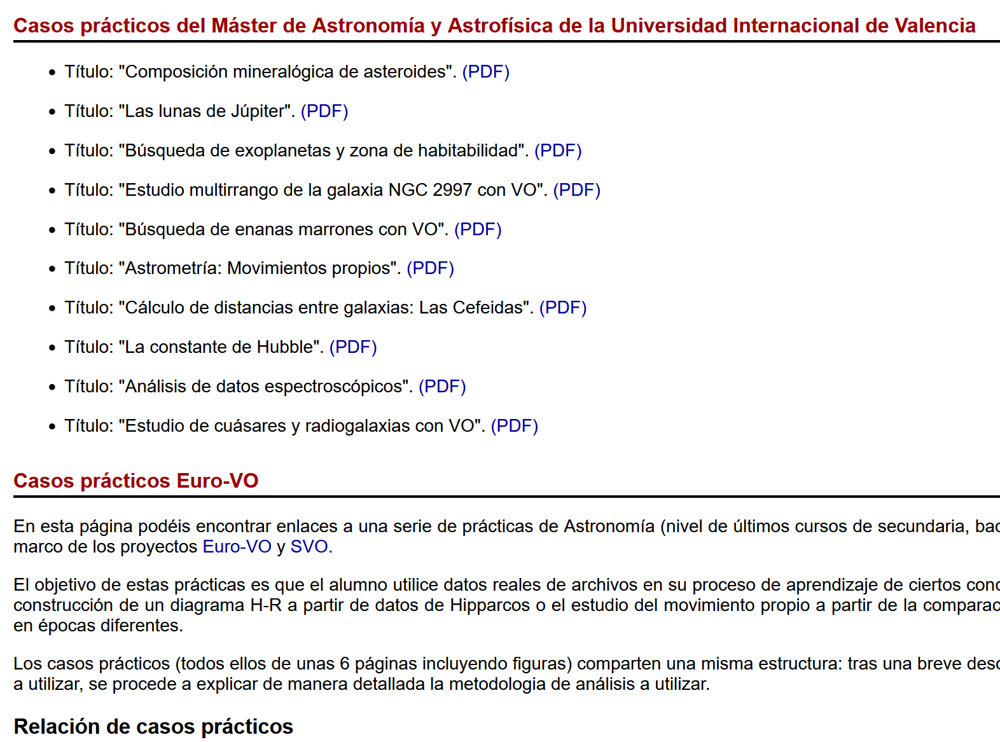 Casos prácticos del Máster de Astronomía y Astrofísica de la Universidad Internacional de Valencia
• Título: "Composición mineralógica de asteroides". (PDF)
• Título: "Las lunas de Júpiter". (PDF)
• Título: "Búsqueda de exoplanetas y zona de habitabilidad". (PDF)
• Título: "Estudio multirrango de la galaxia NGC 2997 con VO". (PDF)
• Título: "Búsqueda de enanas marrones con VO". (PDF)
• Título: "Astrometría: Movimientos propios". (PDF)
• Título: "Cálculo de distancias entre galaxias: Las Cefeidas". (PDF)
• Título: "La constante de Hubble". (PDF)
• Título: "Análisis de datos espectroscópicos". (PDF)
• Título: "Estudio de cuásares y radiogalaxias con VO". (PDF)
Casos prácticos Euro-VO
En esta página podéis encontrar enlaces a una serie de prácticas de Astronomía (nivel de últimos cursos de secundaria,
marco de los proyectos Euro-VO y SVO.
El objetivo de estas prácticas es que el alumno utilice datos reales de archivos en su proceso de aprendizaje de ciertos
construcción de un diagrama H-R a partir de datos de Hipparcos o el estudio del movimiento propio a partir de la
en épocas diferentes.
Los casos prácticos (todos ellos de unas 6 páginas incluyendo figuras) comparten una misma estructura: tras una breve
a utilizar, se procede a explicar de manera detallada la metodologia de análisis a utilizar.
Relación de casos prácticos